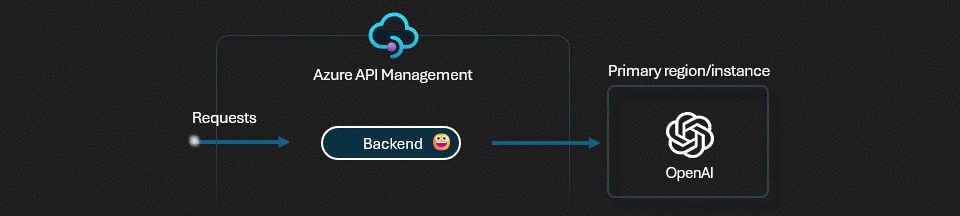 Azure API Management
Primary region/instance
Requests
Backend
OpenAI